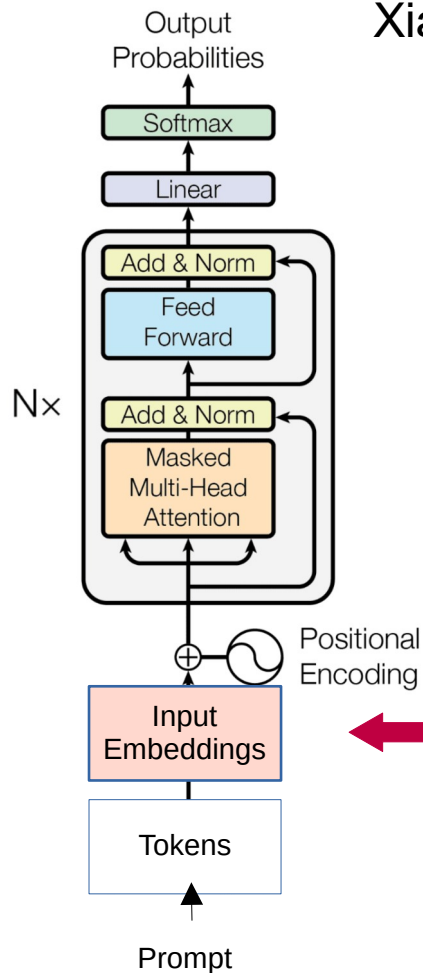 Output
Probabilities
Xia
Softmax
Linear
Add & Norm
Feed
Forward
N×
Add & Norm
Masked
Multi-Head
Attention
Positional
Encoding
Input
Embeddings
Tokens
Prompt